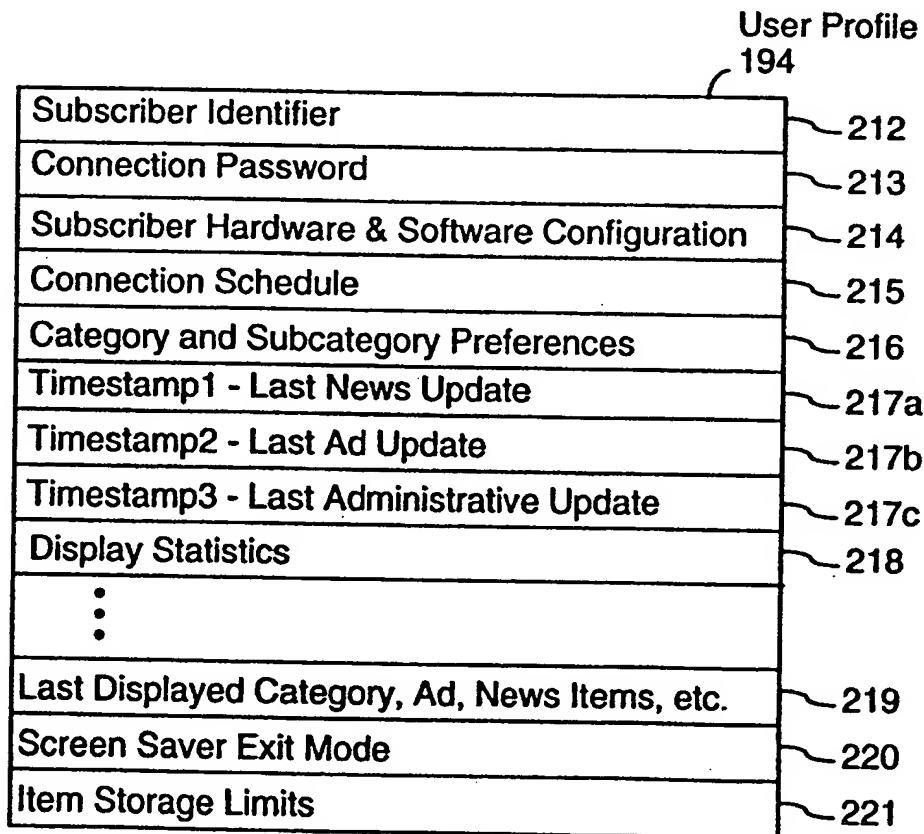 User Profile
194
Subscriber Identifier 212
Connection Password 213
Subscriber Hardware & Software Configuration 214
Connection Schedule 215
Category and Subcategory Preferences 216
Timestamp1 - Last News Update 217a
Timestamp2 - Last Ad Update 217b
Timestamp3 - Last Administrative Update 217c
Display Statistics 218
Last Displayed Category, Ad, News Items, etc. 219
Screen Saver Exit Mode 220
Item Storage Limits 221